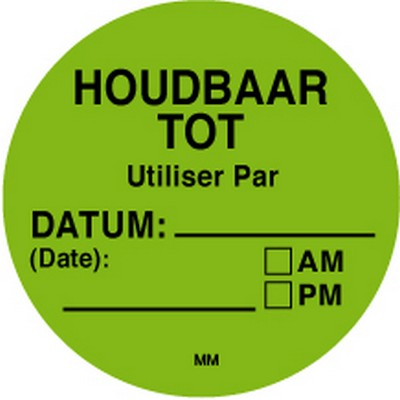 HOUDBAAR
TOT
Utiliser Par
DATUM:
(Date):
AM
PM
MM